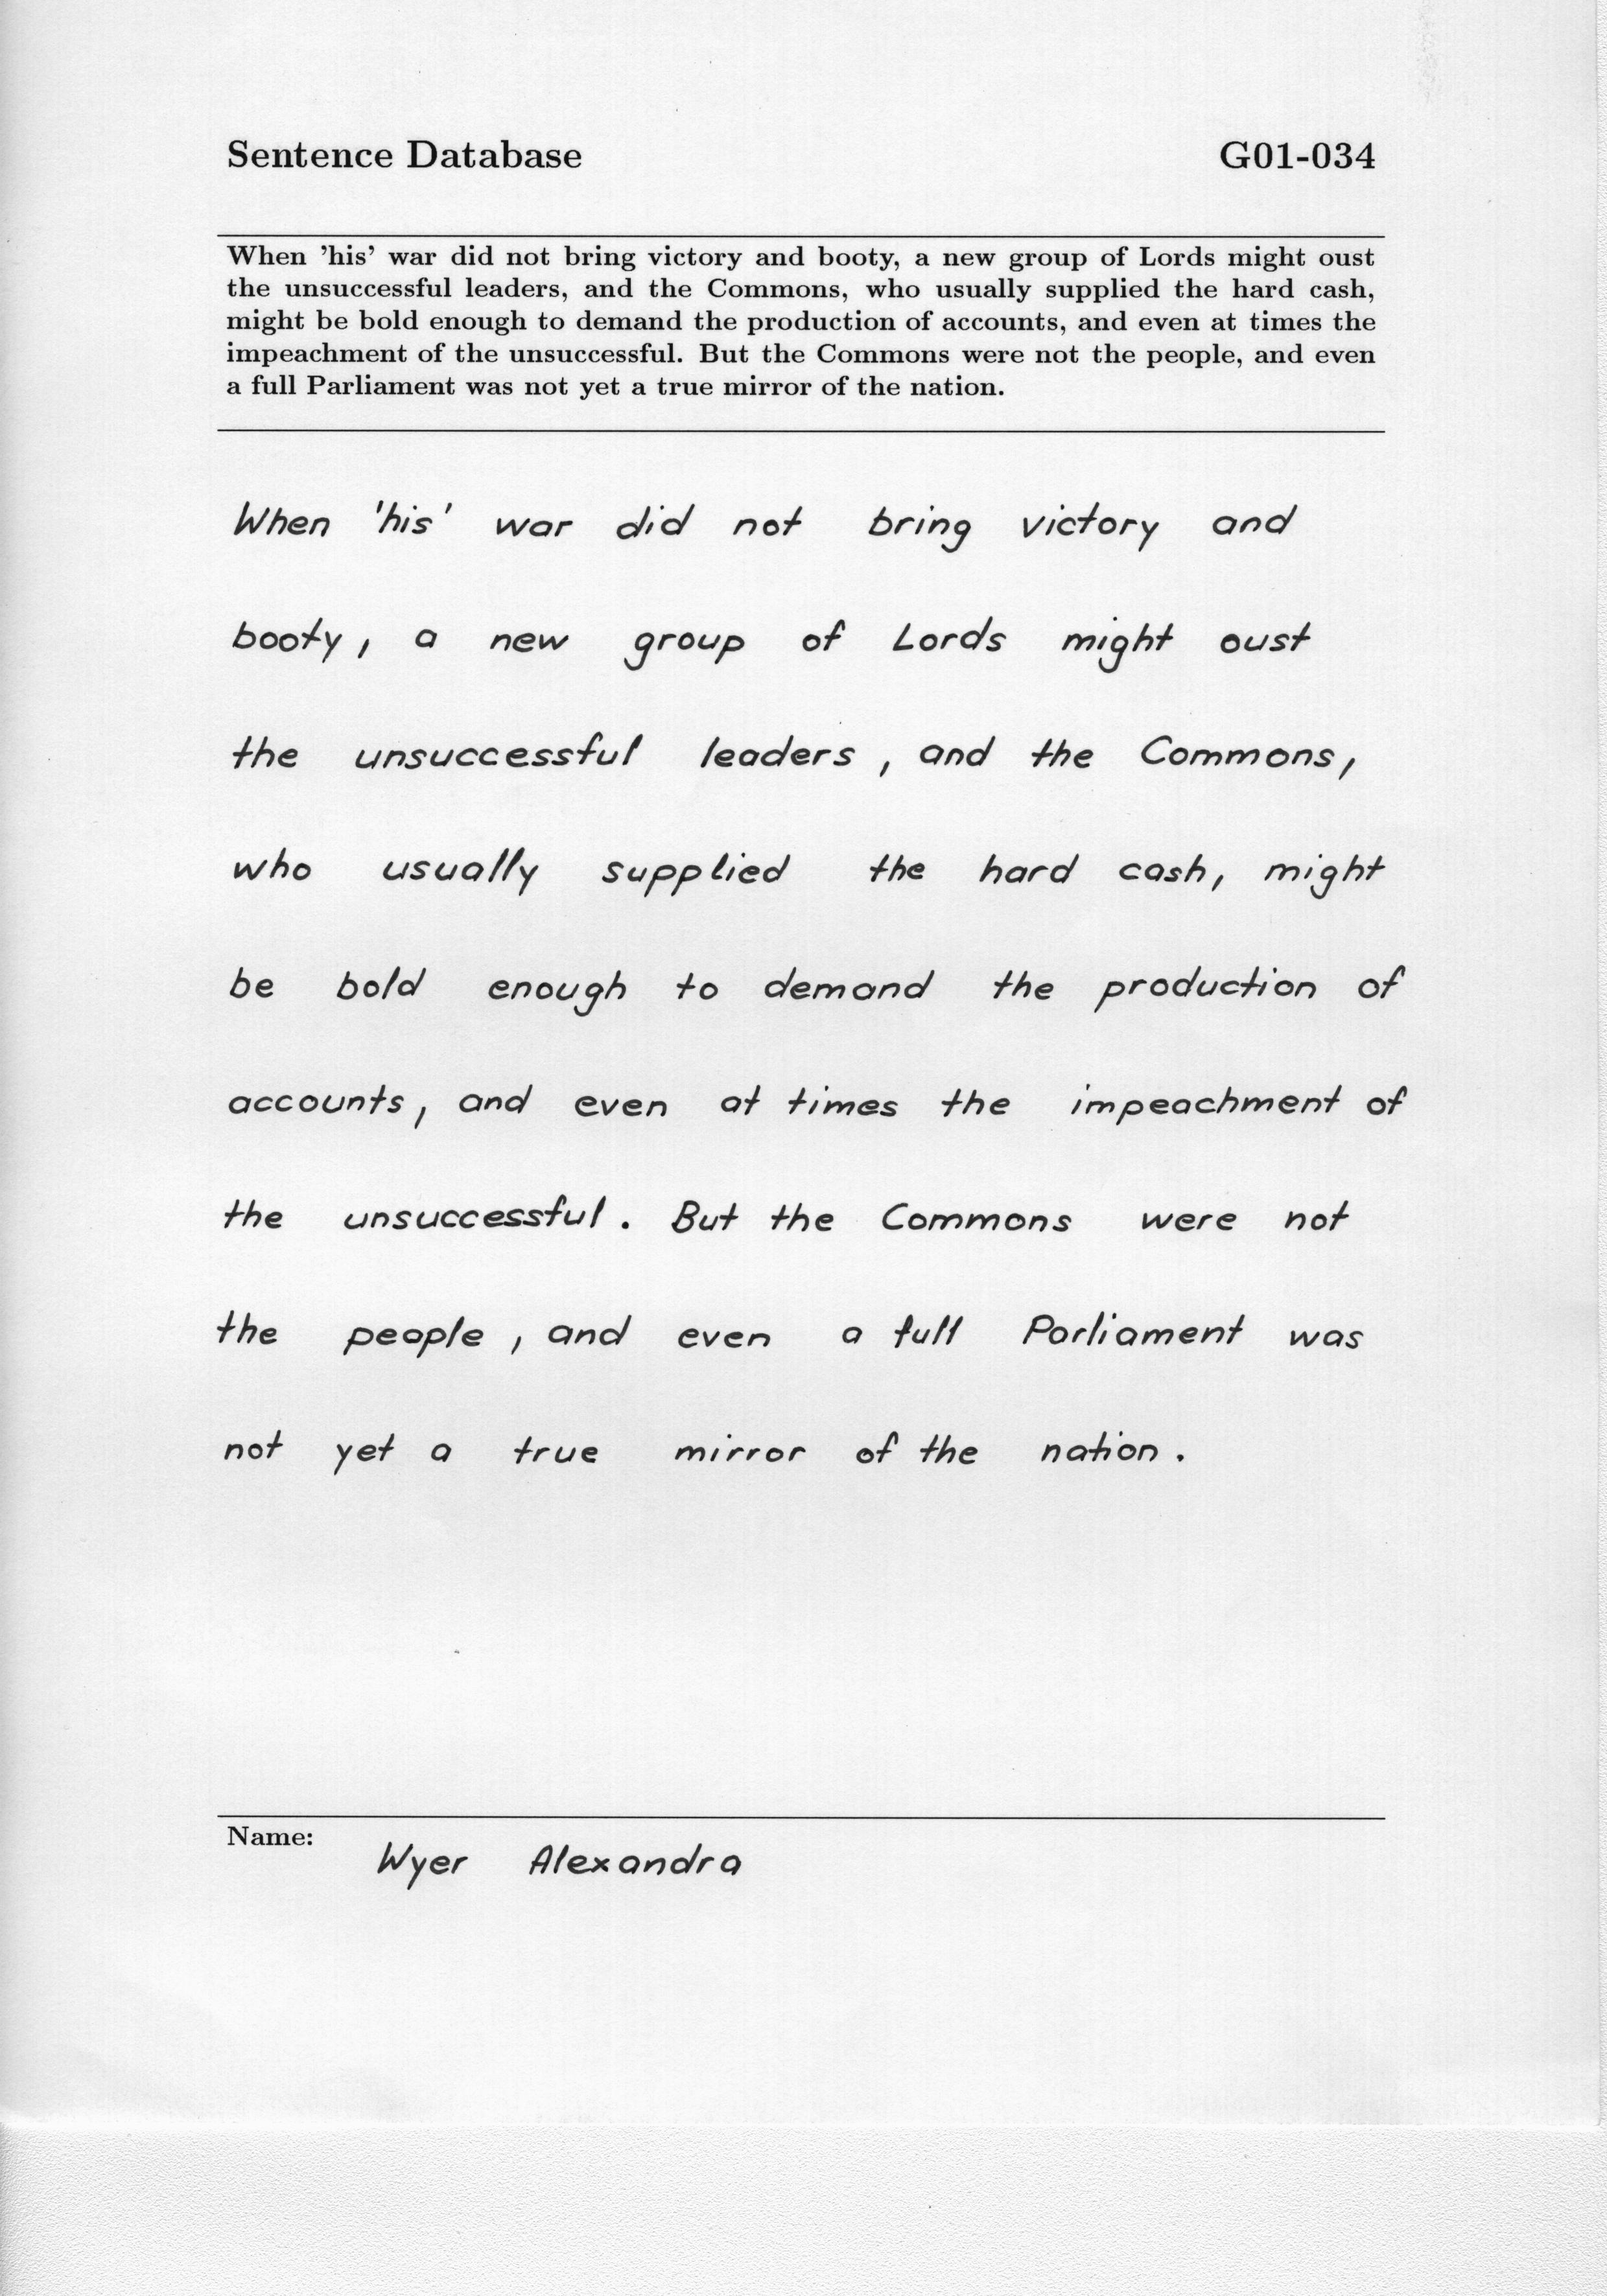 Sentence Database G01-034
When 'his' war did not bring victory and booty, a new group of Lords might oust
the unsuccessful leaders, and the Commons, who usually supplied the hard cash,
might be bold enough to demand the production of accounts, and even at times the
impeachment of the unsuccessful. But the Commons were not the people, and even
a full Parliament was not yet a true mirror of the nation.
When 'his' war did not bring victory and
booty, a new group of Lords might oust
the unsuccessful leaders, and the Commons,
who usually supplied the hard cash, might
be bold enough to demand the production of
accounts, and even at times the impeachment of
the unsuccessful. But the Commons were not
the people, and even a full Parliament was
not yet a true mirror of the nation.
Name:
Wyer Alexandra